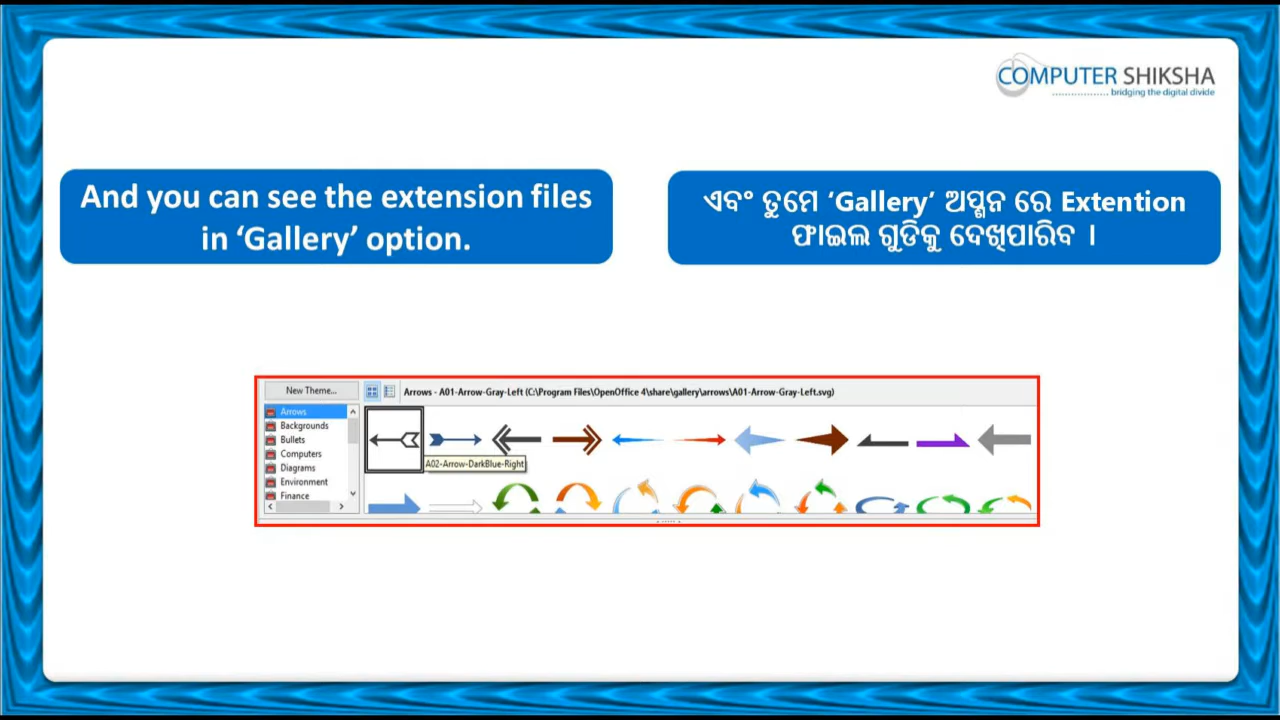 COMPUTER SHIKSHA
.................. bridging the digital divide
And you can see the extension files
in ‘Gallery’ option.
ଏବଂ ତୁମେ ‘Gallery’ ଅପ୍ସନ ରେ Extention
ଫାଇଲ ଗୁଡିକୁ ଦେଖିପାରିବ ।
New Theme...
Arrows - A01-Arrow-Gray-Left (C:\Program Files\OpenOffice 4\share\gallery\arrows\A01-Arrow-Gray-Left.svg)
Arrows
Backgrounds
Bullets
Computers
Diagrams
Environment
Finance
A02-Arrow-DarkBlue-Right